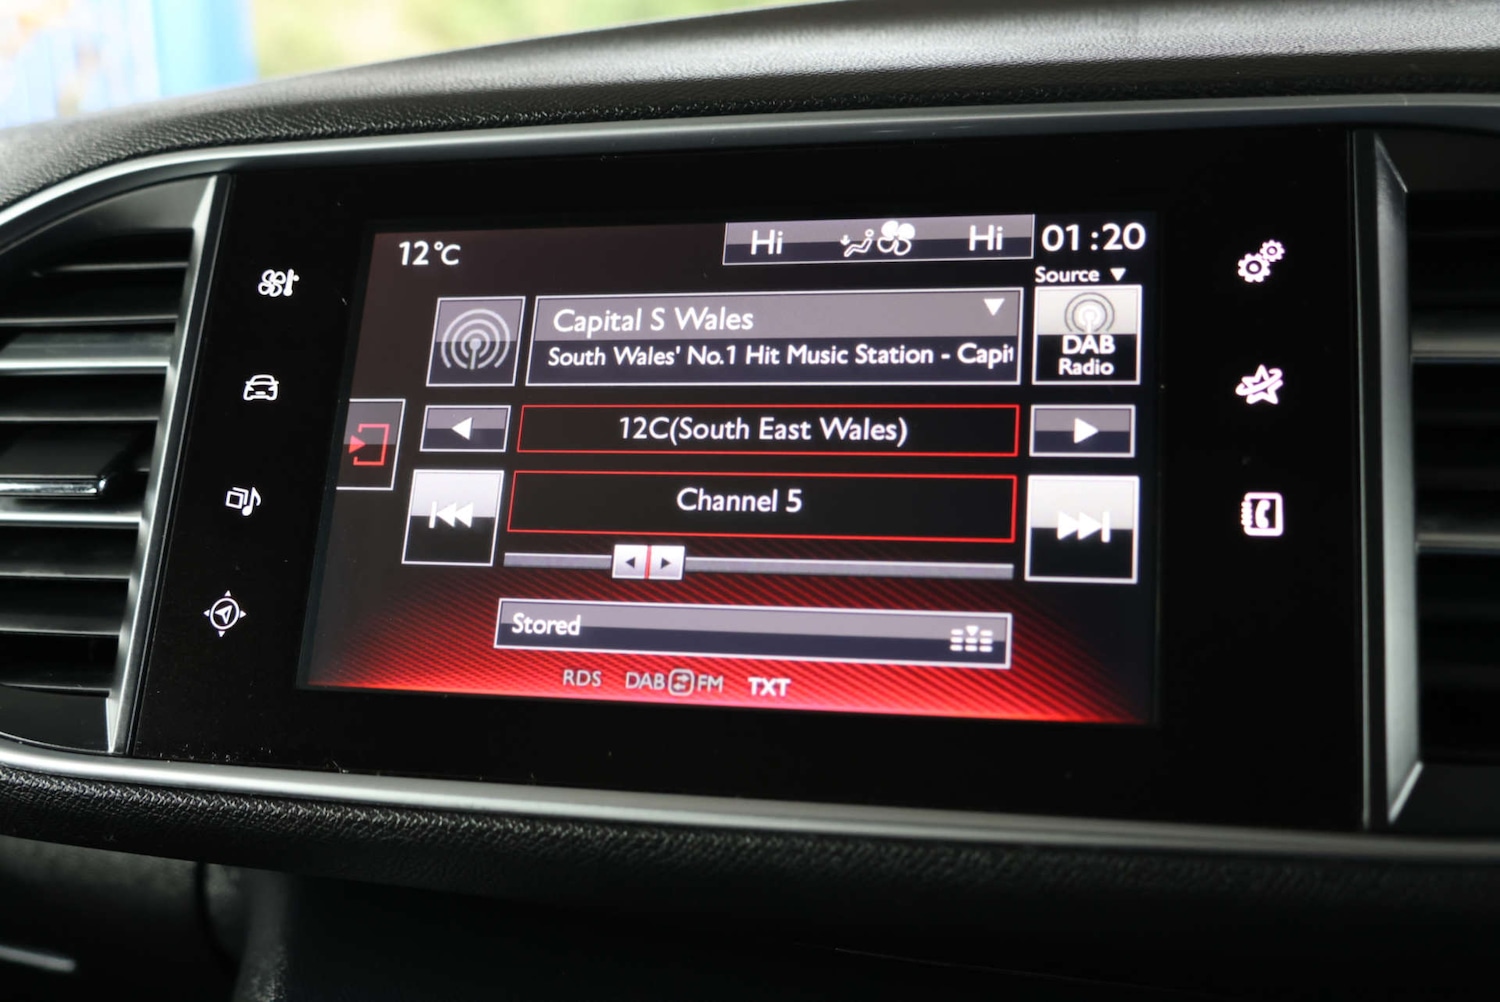 12°C
Hi Hi 01:20
Source
Capital S Wales
South Wales' No.1 Hit Music Station - Capi
DAB
Radio
12C(South East Wales)
Channel 5
Stored
RDS DAB FM TXT